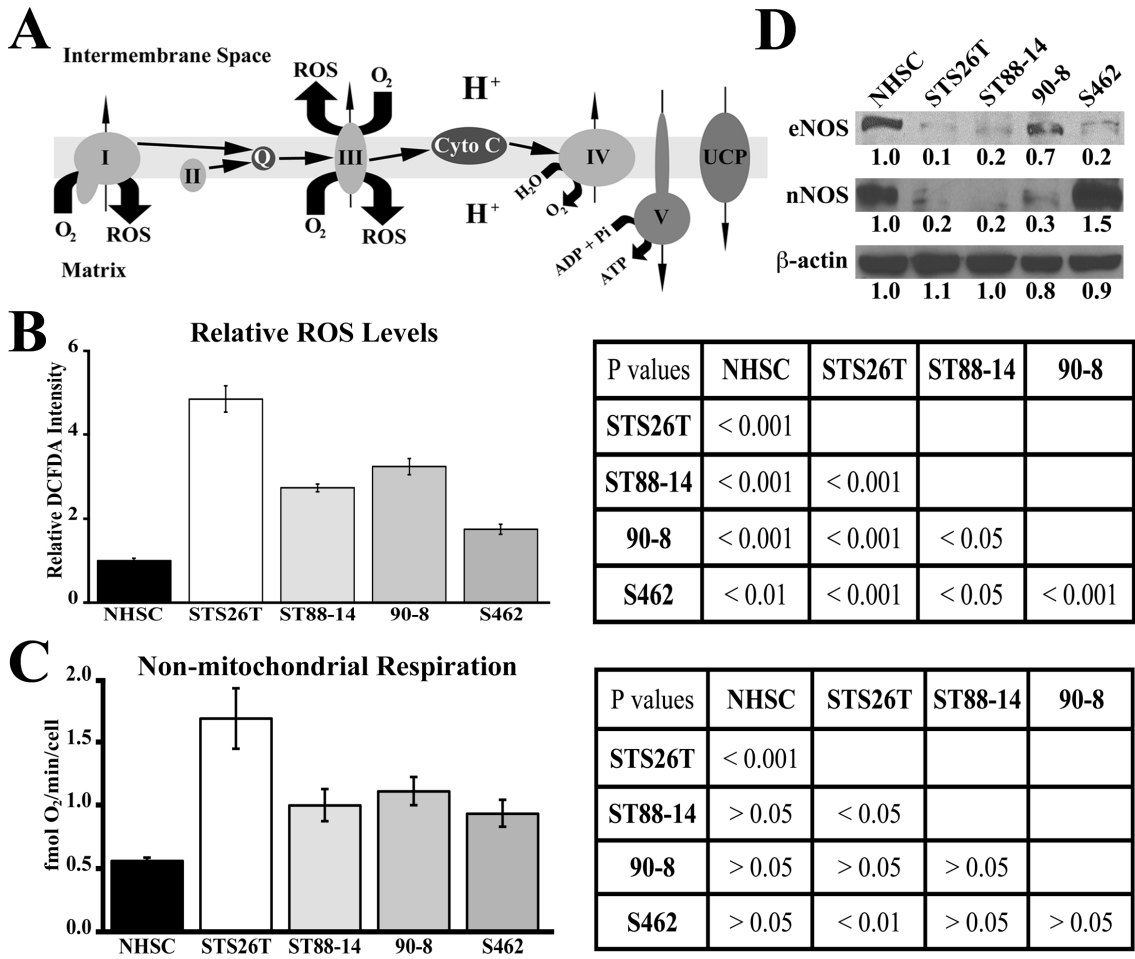 A
Intermembrane Space
ROS
O2
H+
I
Q
II
III
Cyto C
IV
UCP
H2O
O2
V
O2
ROS
O2
ROS
H+
ADP + Pi
ATP
Matrix
D
NHSC STS26T ST88-14 90-8 S462
eNOS
1.0 0.1 0.2 0.7 0.2
nNOS
1.0 0.2 0.2 0.3 1.5
β-actin
1.0 1.1 1.0 0.8 0.9
B
Relative ROS Levels
Relative DCFDA Intensity
6
4
2
0
NHSC STS26T ST88-14 90-8 S462
P values NHSC STS26T ST88-14 90-8
STS26T < 0.001
ST88-14 < 0.001 < 0.001
90-8 < 0.001 < 0.001 < 0.05
S462 < 0.01 < 0.001 < 0.05 < 0.001
C
Non-mitochondrial Respiration
fmol O2/min/cell
2.0
1.5
1.0
0.5
0.0
NHSC STS26T ST88-14 90-8 S462
P values NHSC STS26T ST88-14 90-8
STS26T < 0.001
ST88-14 > 0.05 < 0.05
90-8 > 0.05 > 0.05 > 0.05
S462 > 0.05 < 0.01 > 0.05 > 0.05